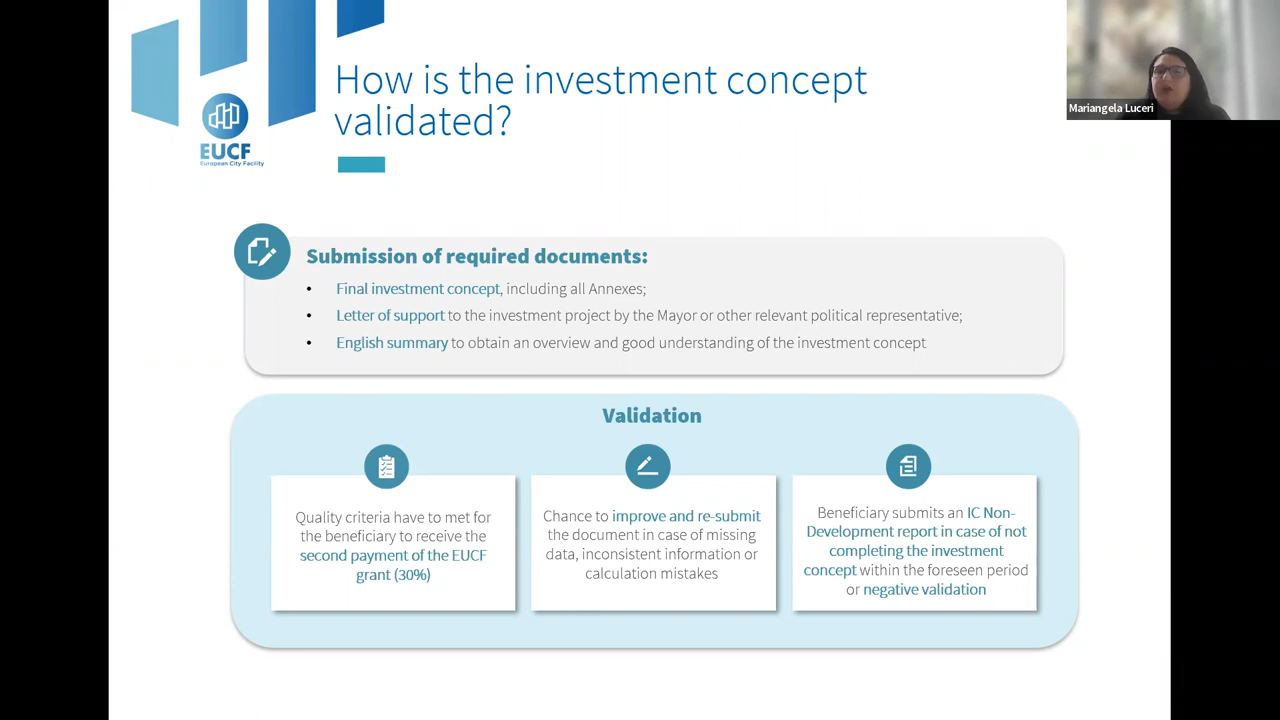 How is the investment concept
validated?
EUCF
European City Facility
Mariangela Luceri
Submission of required documents:
• Final investment concept, including all Annexes;
• Letter of support to the investment project by the Mayor or other relevant political representative;
• English summary to obtain an overview and good understanding of the investment concept
Validation
Quality criteria have to met for
the beneficiary to receive the
second payment of the EUCF
grant (30%)
Chance to improve and re-submit
the document in case of missing
data, inconsistent information or
calculation mistakes
Beneficiary submits an IC Non-
Development report in case of not
completing the investment
concept within the foreseen period
or negative validation